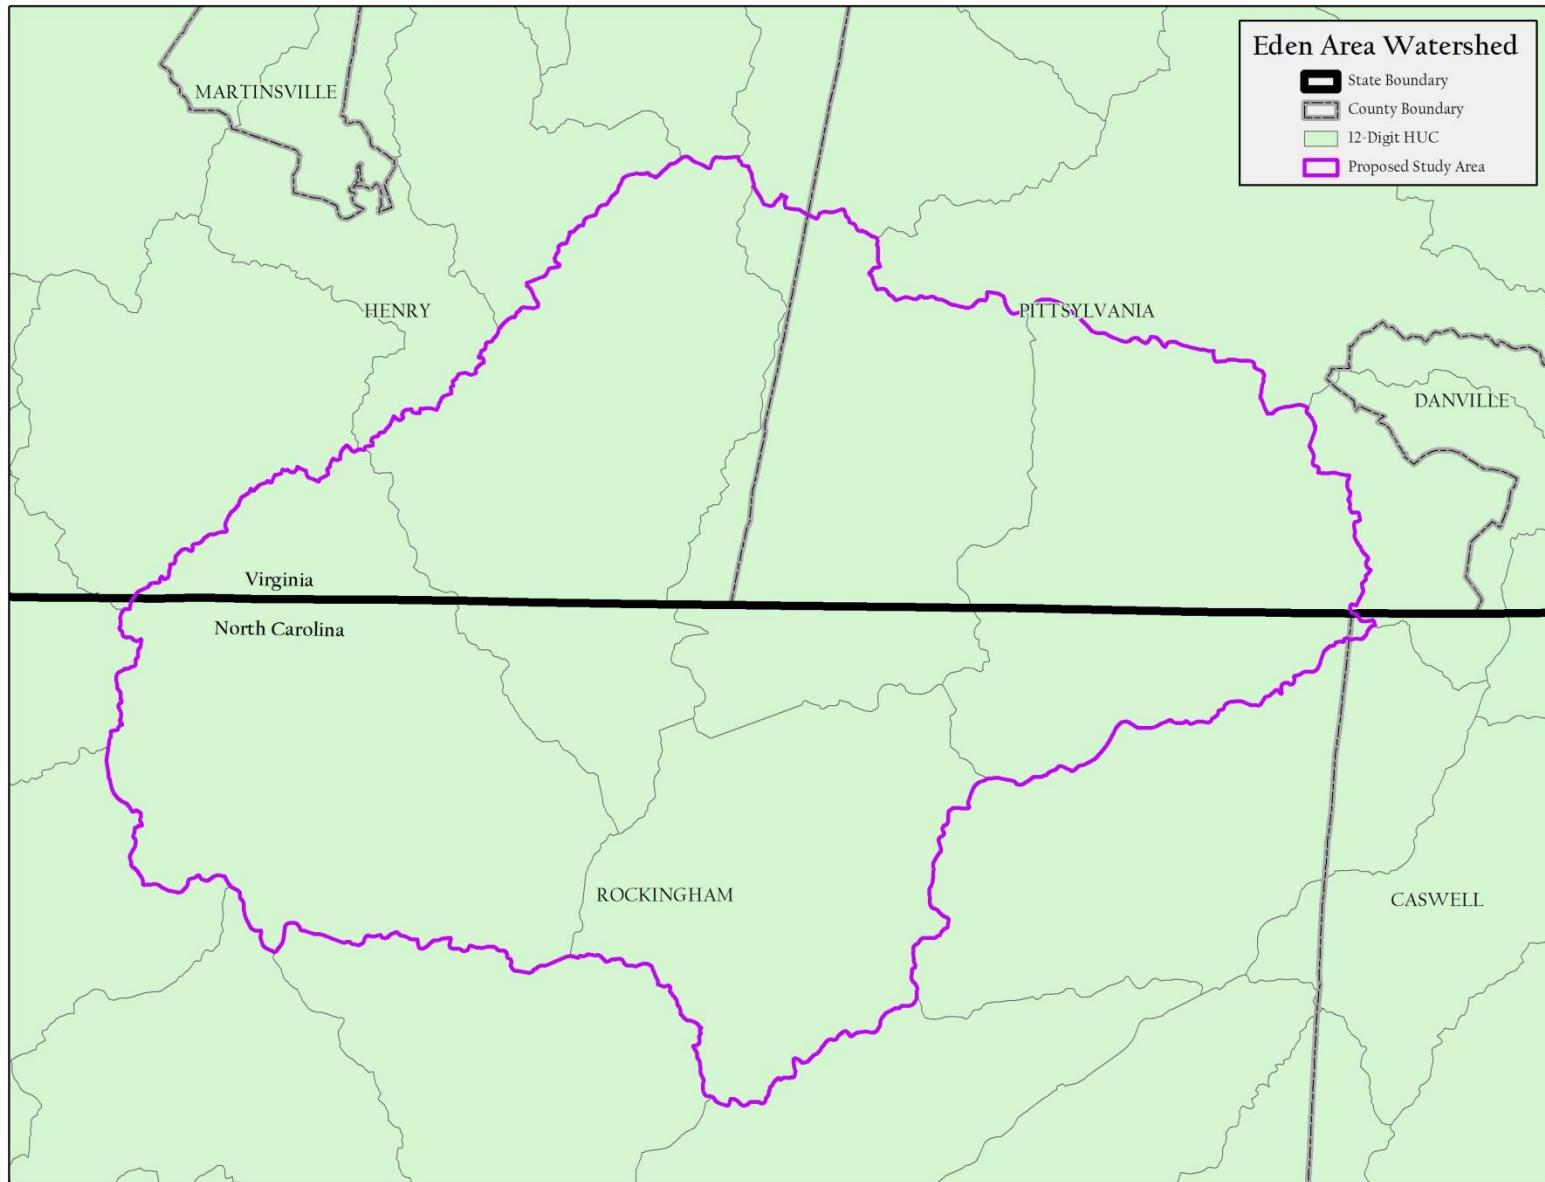 Eden Area Watershed
State Boundary
County Boundary
12-Digit HUC
Proposed Study Area
MARTINSVILLE
HENRY
PITTSYLVANIA
DANVILLE
Virginia
North Carolina
ROCKINGHAM
CASWELL